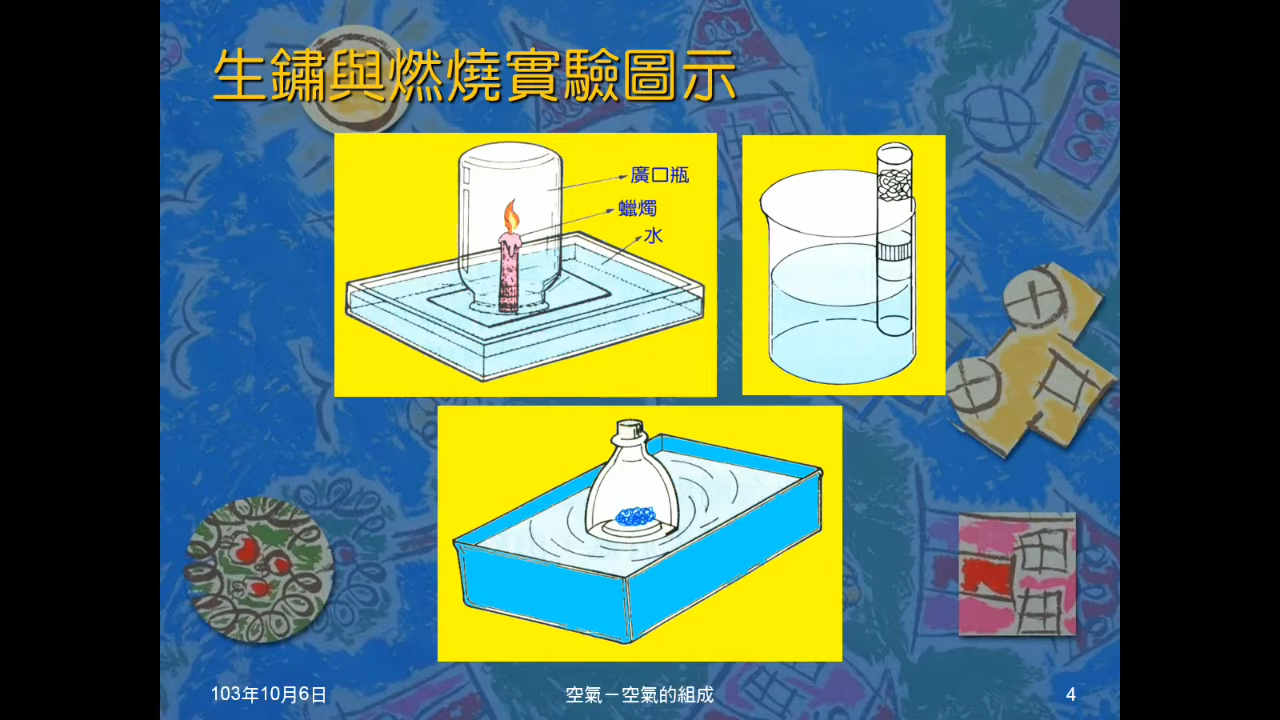 生鏽與燃燒實驗圖示
廣口瓶
蠟燭
水
103年10月6日
空氣－空氣的組成
4